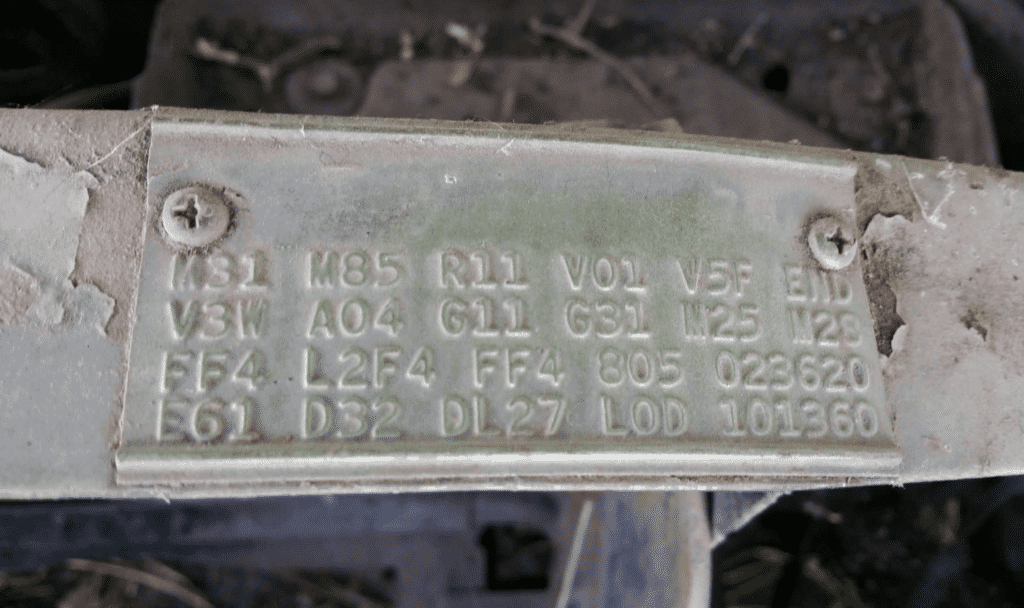 M31 M85 R11 V01 V5F END
V3W A04 G11 G31 M25 M28
FF4 L2F4 FF4 805 023620
E61 D32 DL27 LOD 101360